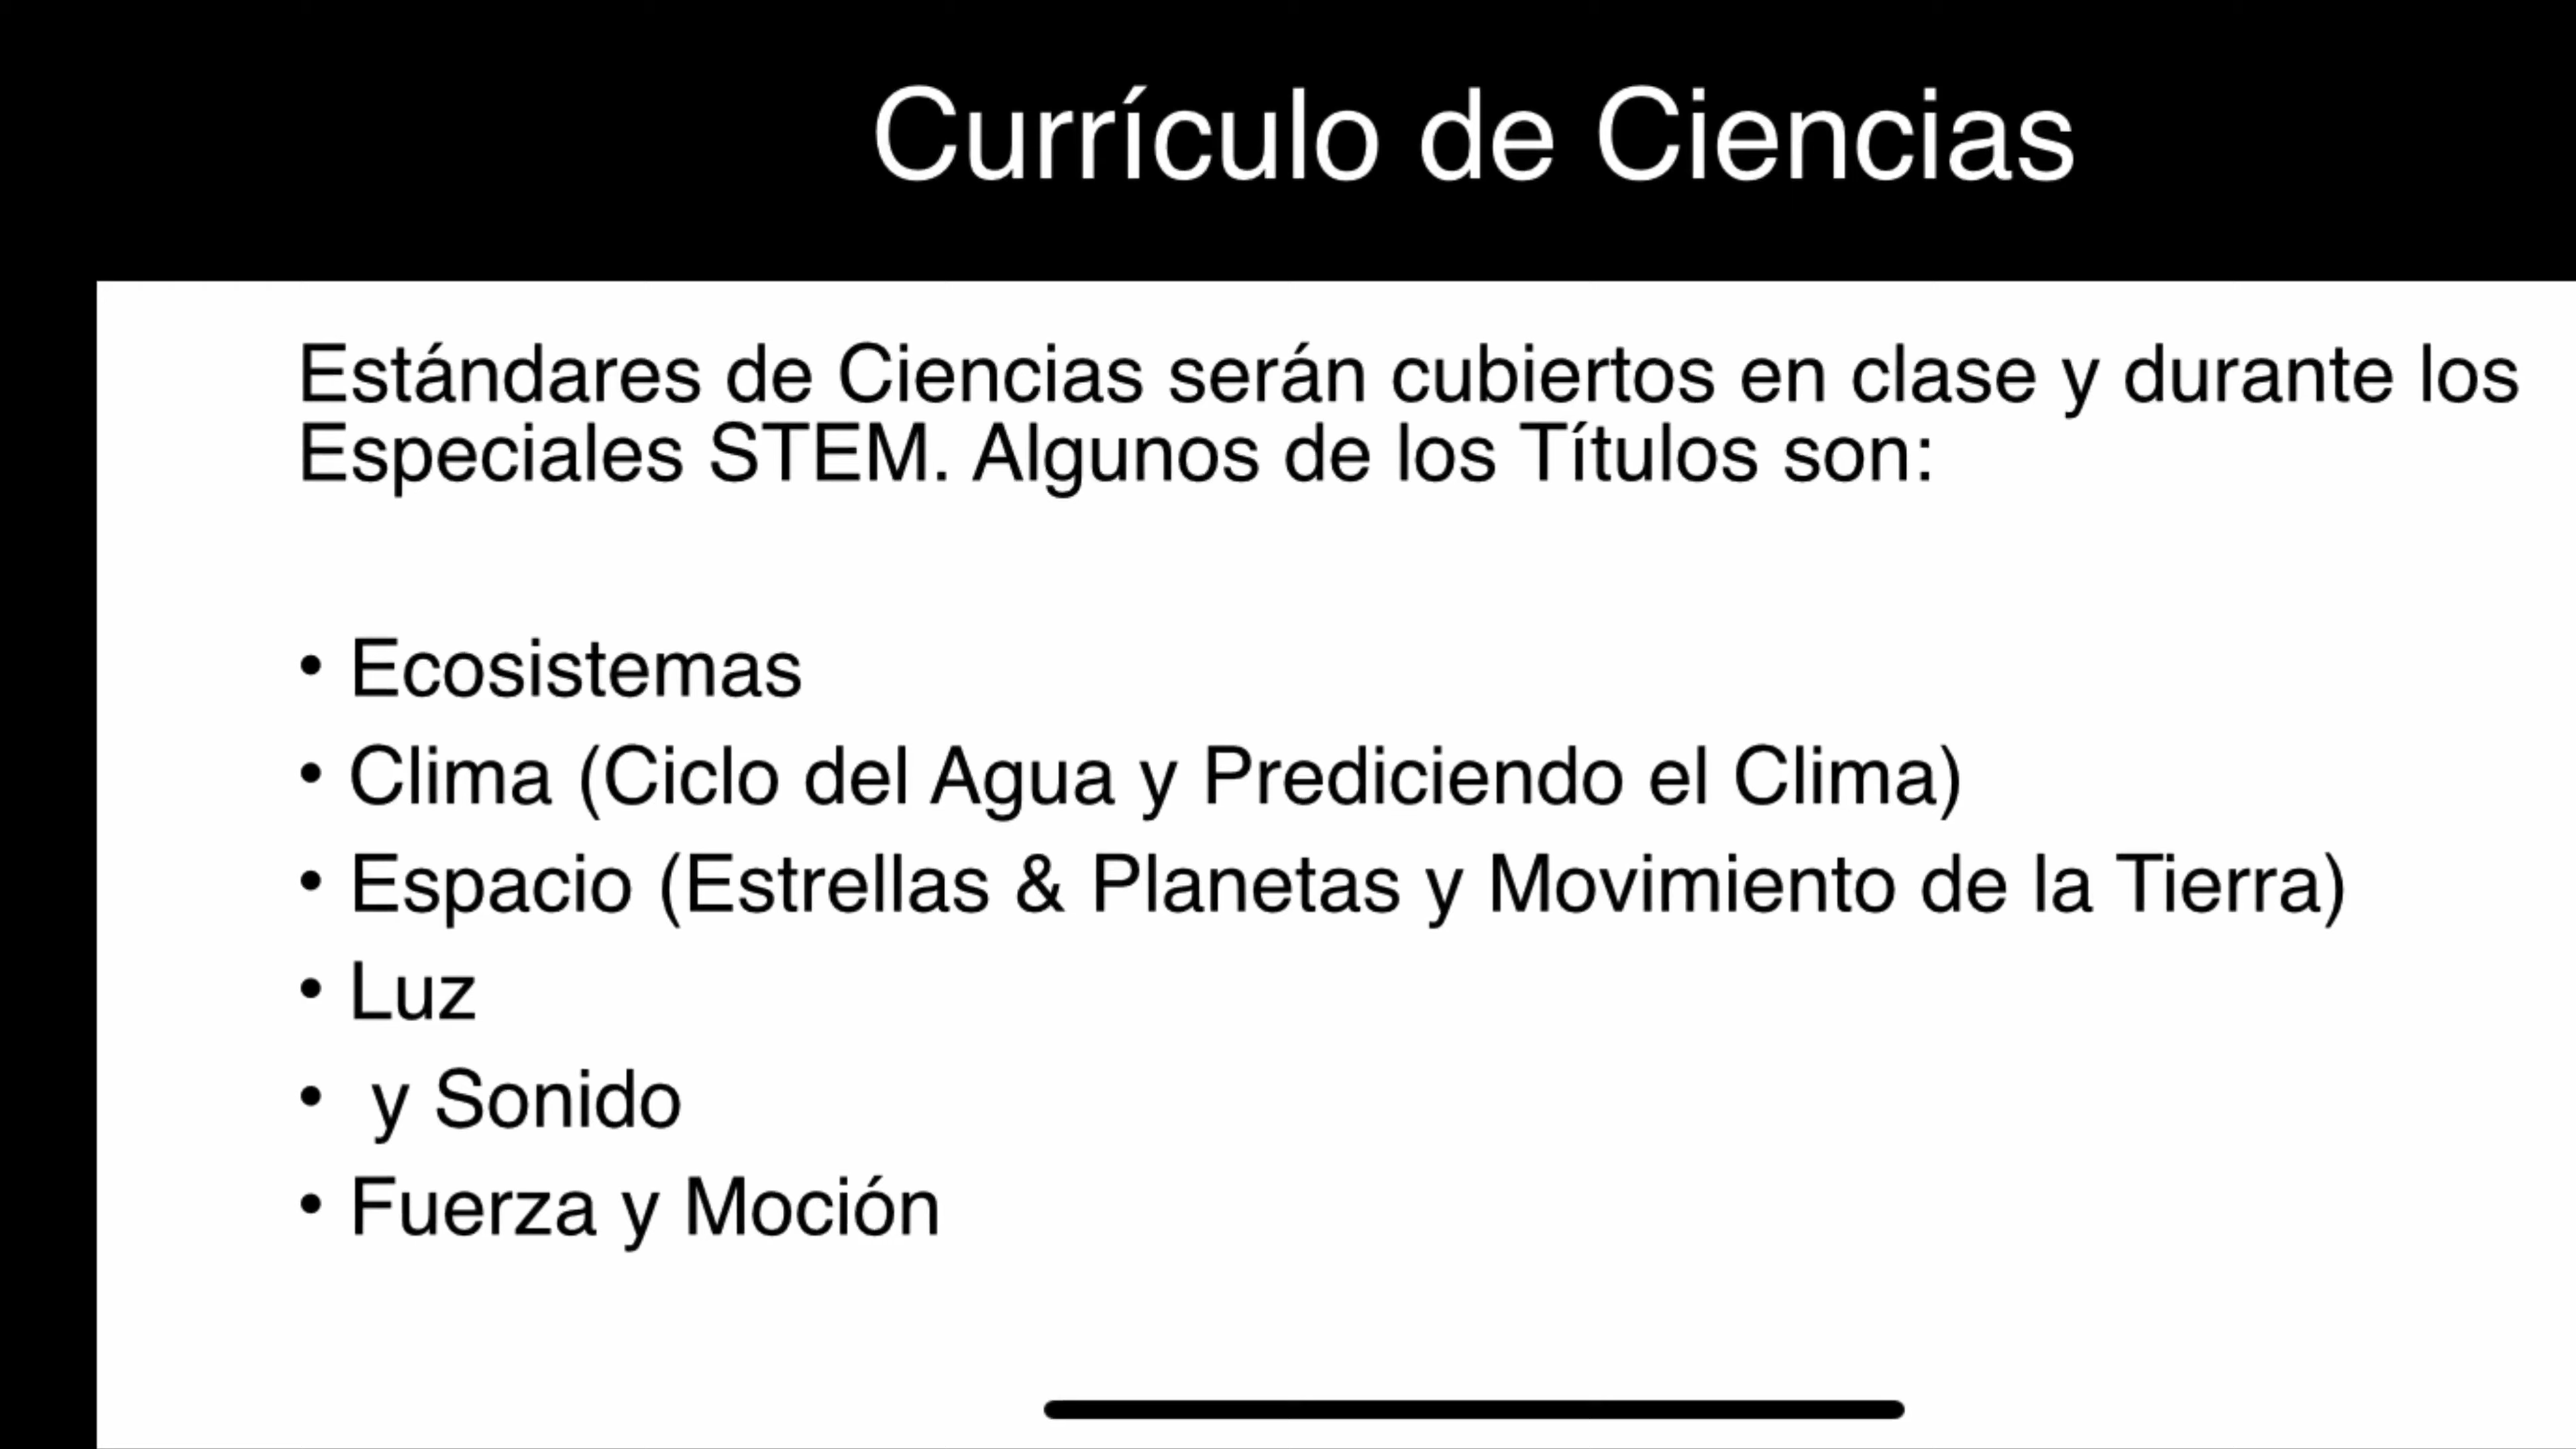 Currículo de Ciencias
Estándares de Ciencias serán cubiertos en clase y durante los
Especiales STEM. Algunos de los Títulos son:
• Ecosistemas
• Clima (Ciclo del Agua y Prediciendo el Clima)
• Espacio (Estrellas & Planetas y Movimiento de la Tierra)
• Luz
• y Sonido
• Fuerza y Moción